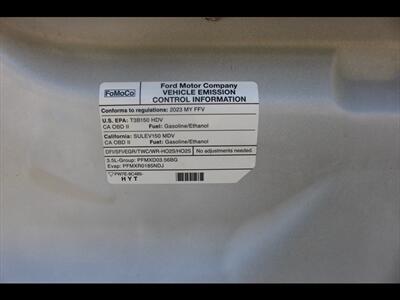 FoMoCo
Ford Motor Company
VEHICLE EMISSION
CONTROL INFORMATION
Conforms to regulations: 2023 MY FFV
U.S. EPA: T3B150 HDV
CA OBD II Fuel: Gasoline/Ethanol
California: SULEV150 MDV
CA OBD II Fuel: Gasoline/Ethanol
DFI/SFI/EGR/TWC/WR-HO2S/HO2S No adjustments needed.
3.5L-Group: PFMXD03.56BG
Evap: PFMXR0185NDJ
PW7E-9C485-
HYT